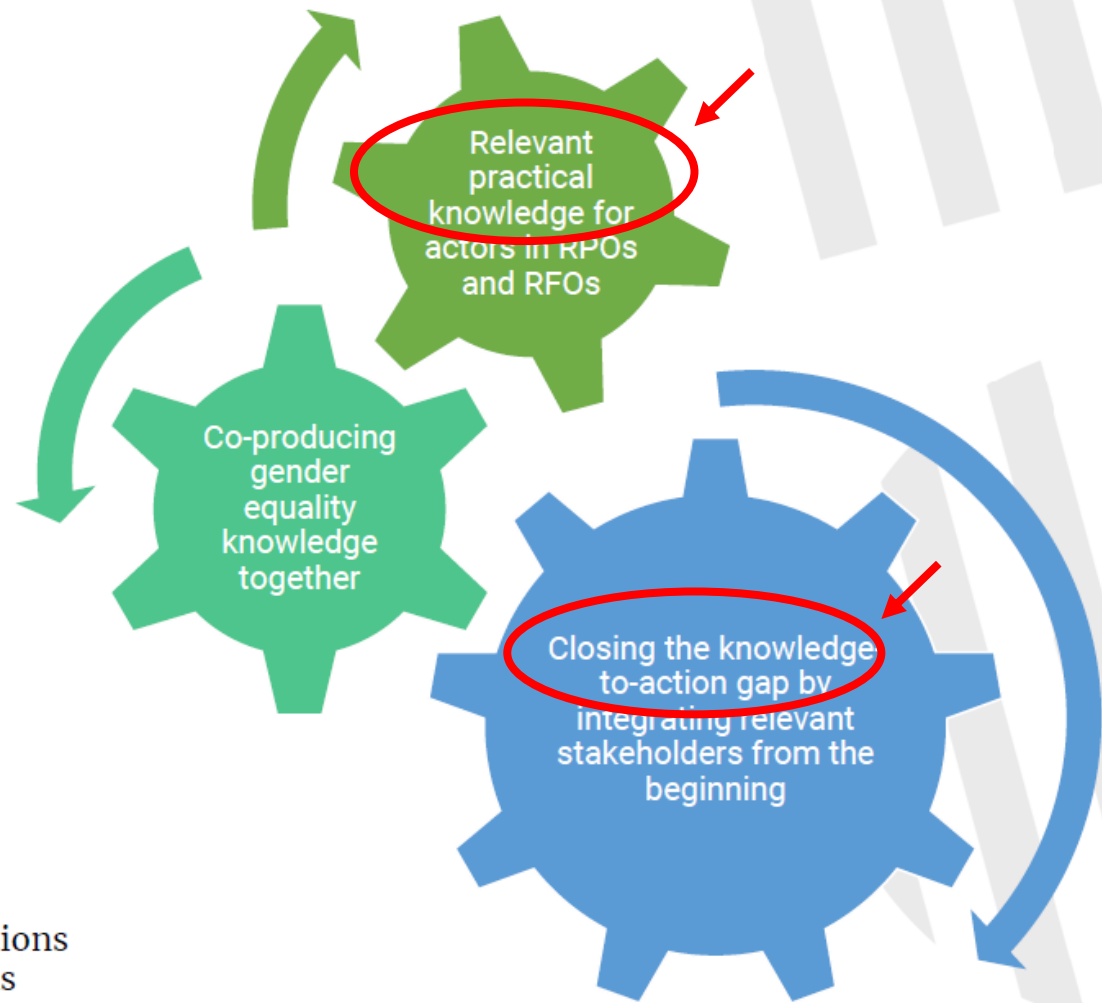 Relevant
practical
knowledge for
actors in RPOs
and RFOs
Co-producing
gender
equality
knowledge
together
Closing the knowledge-
to-action gap by
integrating relevant
stakeholders from the
beginning
ions
s